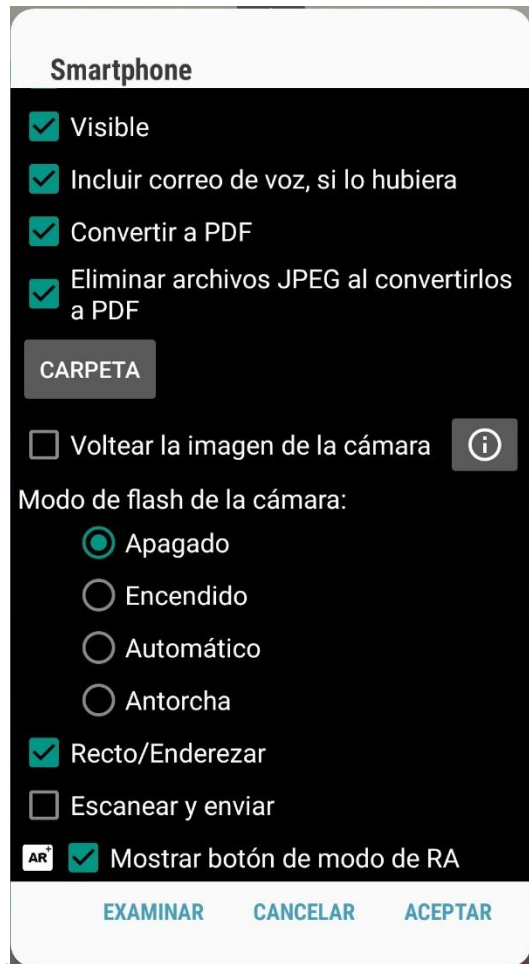 Smartphone
Visible
Incluir correo de voz, si lo hubiera
Convertir a PDF
Eliminar archivos JPEG al convertirlos
a PDF
CARPETA
Voltear la imagen de la cámara
Modo de flash de la cámara:
Apagado
Encendido
Automático
Antorcha
Recto/Enderezar
Escanear y enviar
AR+ Mostrar botón de modo de RA
EXAMINAR CANCELAR ACEPTAR